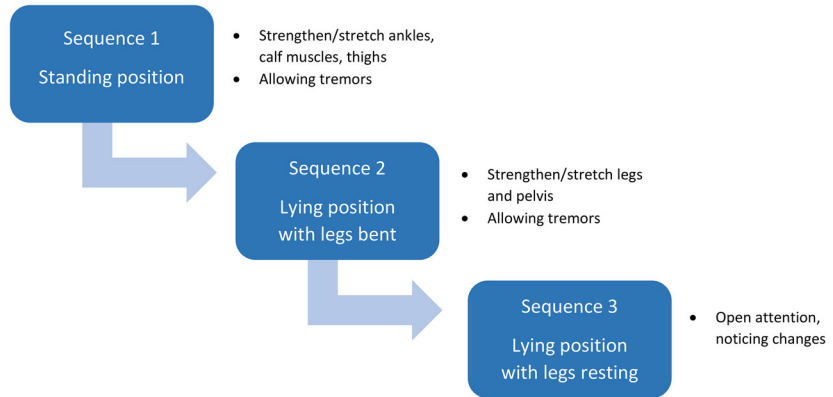 Sequence 1
Standing position
• Strengthen/stretch ankles,
calf muscles, thighs
• Allowing tremors
Sequence 2
Lying position
with legs bent
• Strengthen/stretch legs
and pelvis
• Allowing tremors
Sequence 3
Lying position
with legs resting
• Open attention,
noticing changes